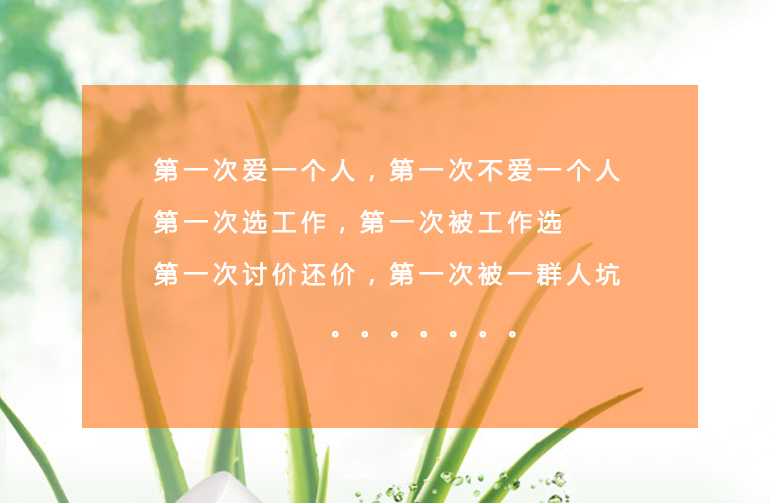 第一次爱一个人，第一次不爱一个人
第一次选工作，第一次被工作选
第一次讨价还价，第一次被一群人坑
。。。。。。。